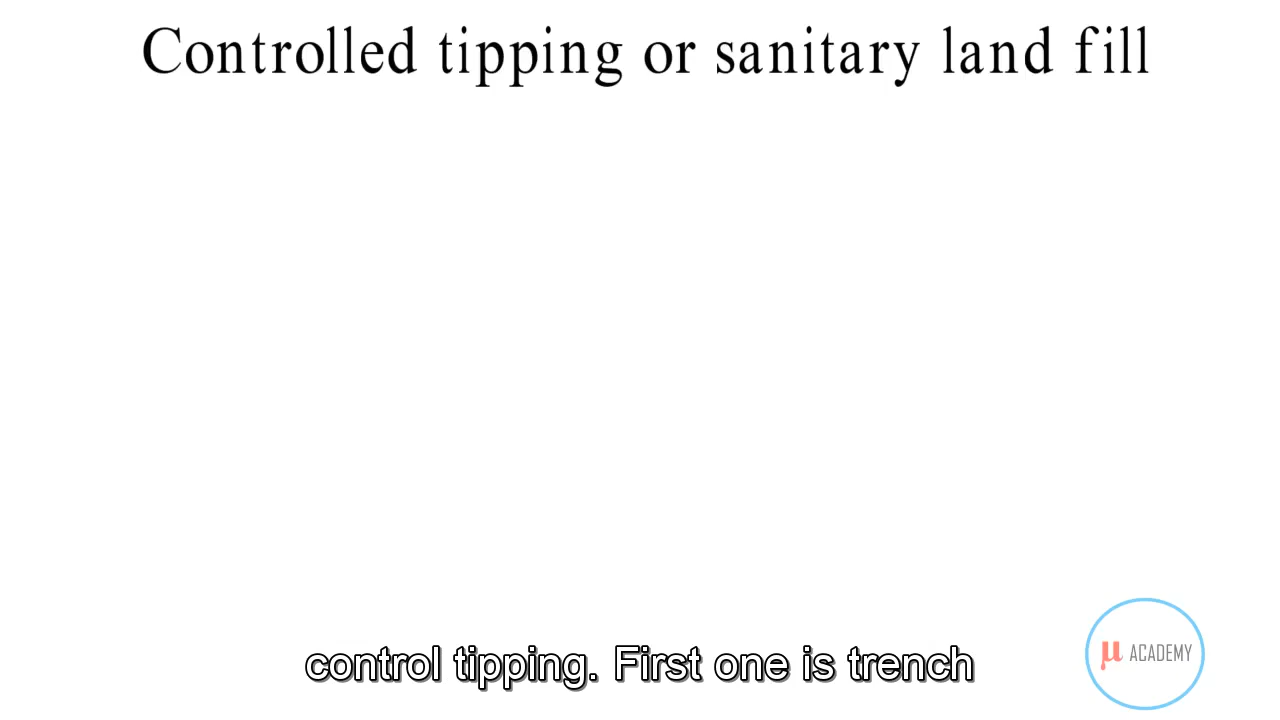 Controlled tipping or sanitary land fill
control tipping. First one is trench
μ ACADEMY